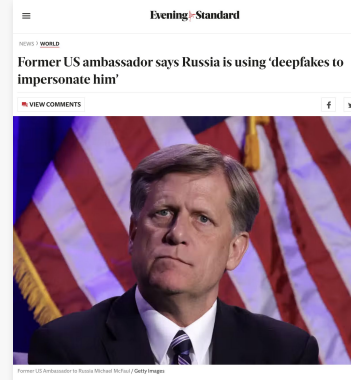 Evening Standard
NEWS > WORLD
Former US ambassador says Russia is using ‘deepfakes to
impersonate him’
VIEW COMMENTS
Former US Ambassador to Russia Michael McFaul / Getty Images